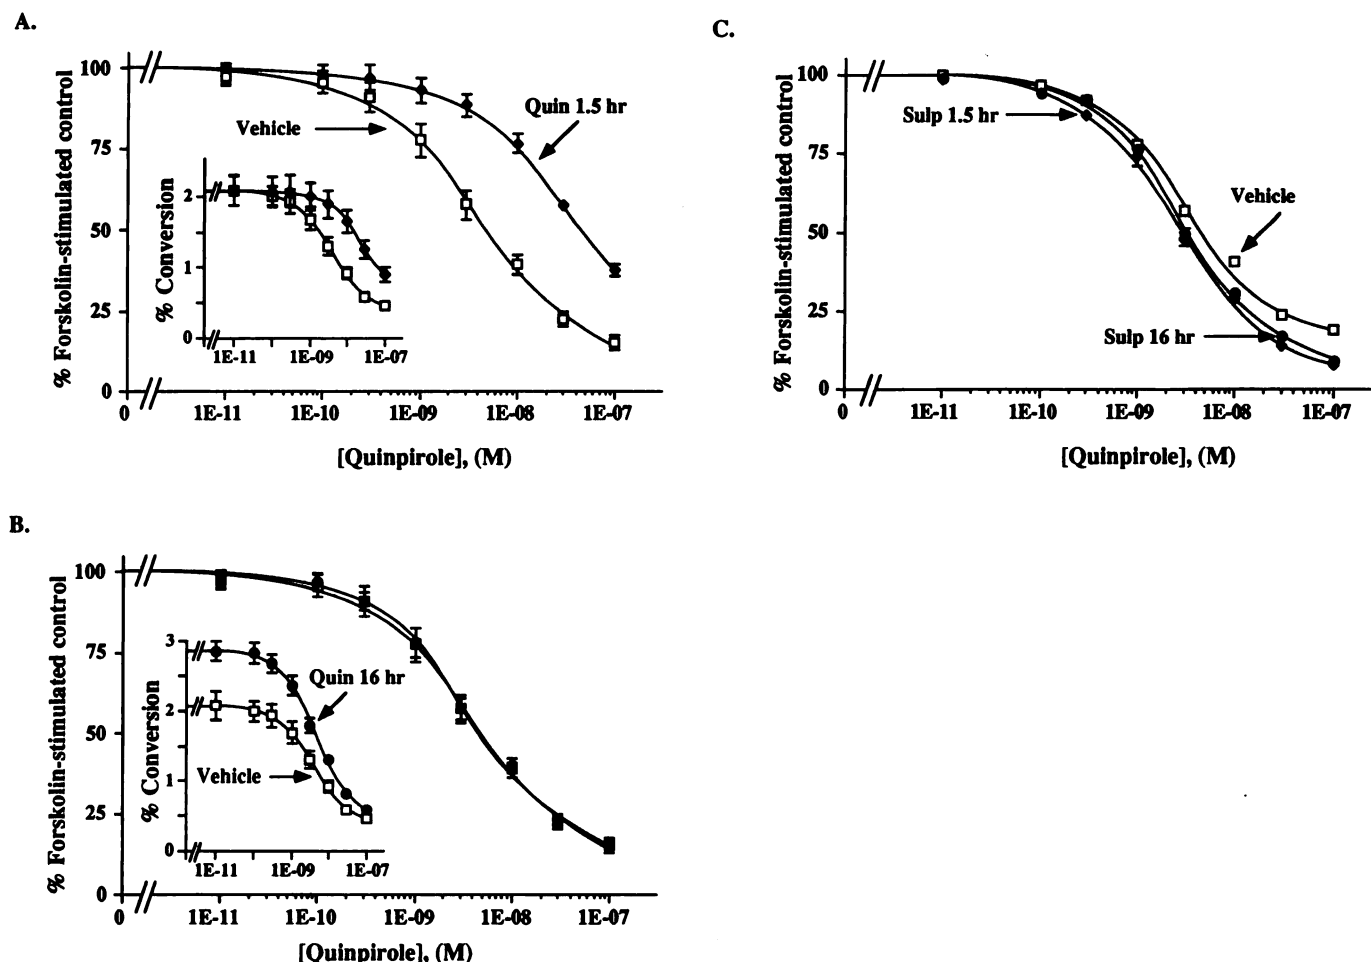 A.
% Forskolin-stimulated control
100
75
50
25
0
0
1E-11
1E-10
1E-09
1E-08
1E-07
[Quinpirole], (M)
Vehicle
Quin 1.5 hr
% Conversion
2
1
0
1E-11
1E-09
1E-07
C.
% Forskolin-stimulated control
100
75
50
25
0
0
1E-11
1E-10
1E-09
1E-08
1E-07
[Quinpirole], (M)
Sulp 1.5 hr
Vehicle
Sulp 16 hr
B.
% Forskolin-stimulated control
100
75
50
25
0
0
1E-11
1E-10
1E-09
1E-08
1E-07
[Quinpirole], (M)
% Conversion
3
2
1
0
1E-11
1E-09
1E-07
Quin 16 hr
Vehicle